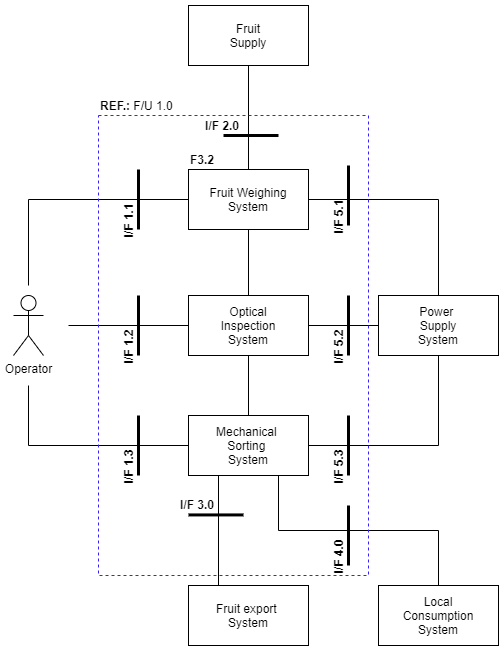 Fruit
Supply
REF.: F/U 1.0
I/F 2.0
F3.2
Fruit Weighing
System
I/F 1.1
I/F 5.1
Operator
I/F 1.2
Optical
Inspection
System
I/F 5.2
Power
Supply
System
I/F 1.3
Mechanical
Sorting
System
I/F 5.3
I/F 3.0
I/F 4.0
Fruit export
System
Local
Consumption
System